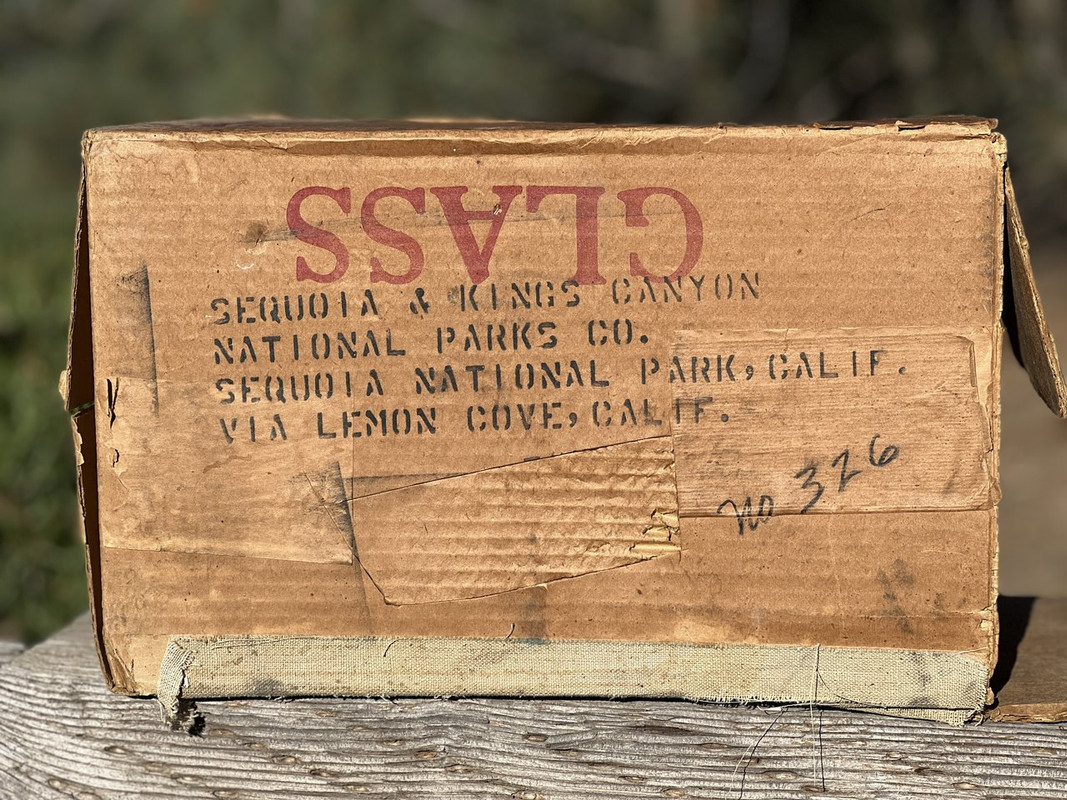 GLASS
SEQUOIA & KINGS CANYON
NATIONAL PARKS CO.
SEQUOIA NATIONAL PARK, CALIF.
VIA LEMON COVE, CALIF.
No 326